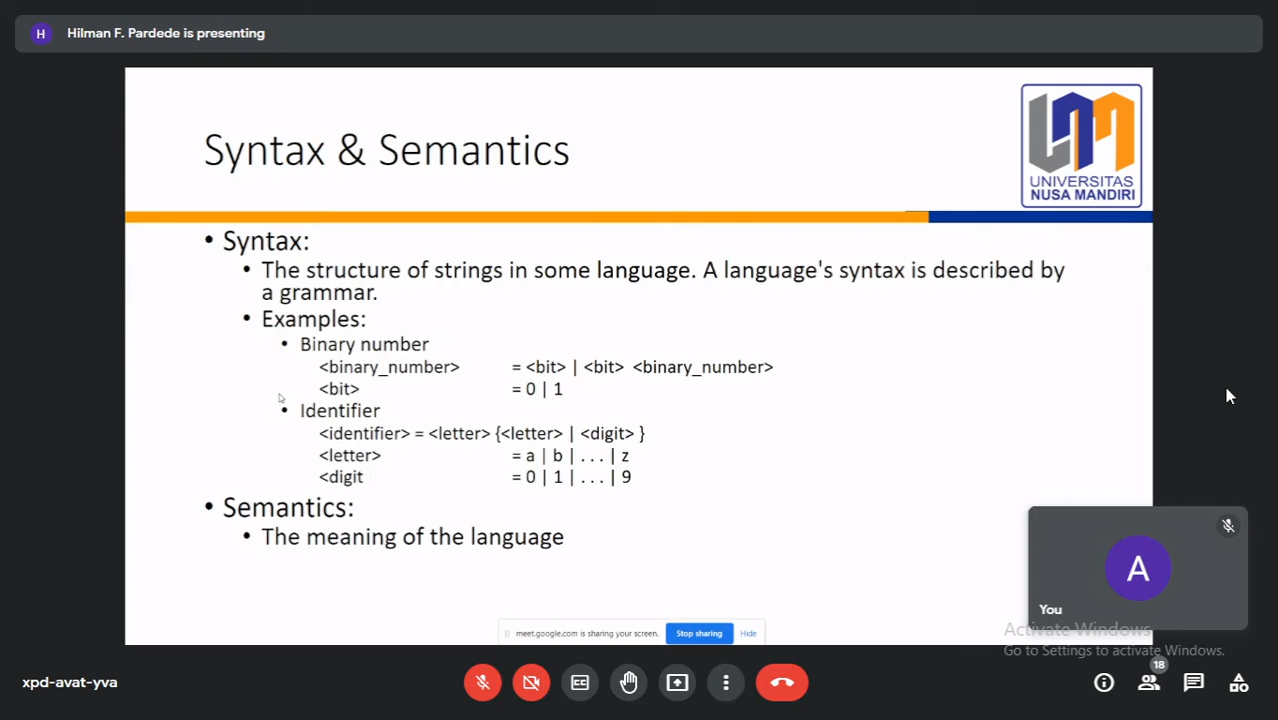 H
Hilman F. Pardede is presenting
Syntax & Semantics
UNIVERSITAS
NUSA MANDIRI
• Syntax:
• The structure of strings in some language. A language's syntax is described by
a grammar.
• Examples:
• Binary number
<binary_number> = <bit> | <bit> <binary_number>
<bit> = 0 | 1
• Identifier
<identifier> = <letter> {<letter> | <digit> }
<letter> = a | b | . . . | z
<digit = 0 | 1 | . . . | 9
• Semantics:
• The meaning of the language
A
You
Activate Windows
Go to Settings to activate Windows.
meet.google.com is sharing your screen. Stop sharing Hide
xpd-avat-yva
CC
18